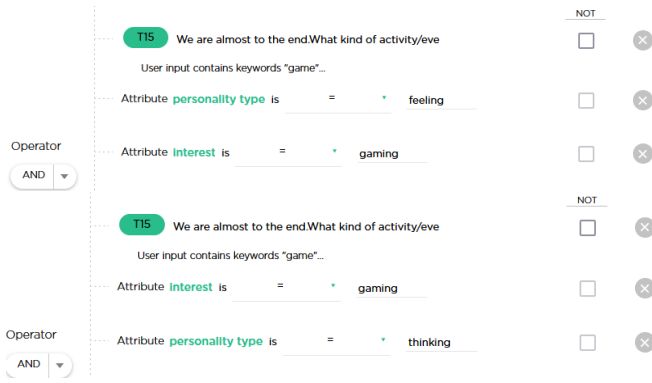 NOT
T15 We are almost to the end.What kind of activity/eve
User input contains keywords "game"...
Attribute personality type is = feeling
Operator
Attribute interest is = gaming
AND
NOT
T15 We are almost to the end.What kind of activity/eve
User input contains keywords "game"...
Attribute interest is = gaming
Operator
Attribute personality type is = thinking
AND